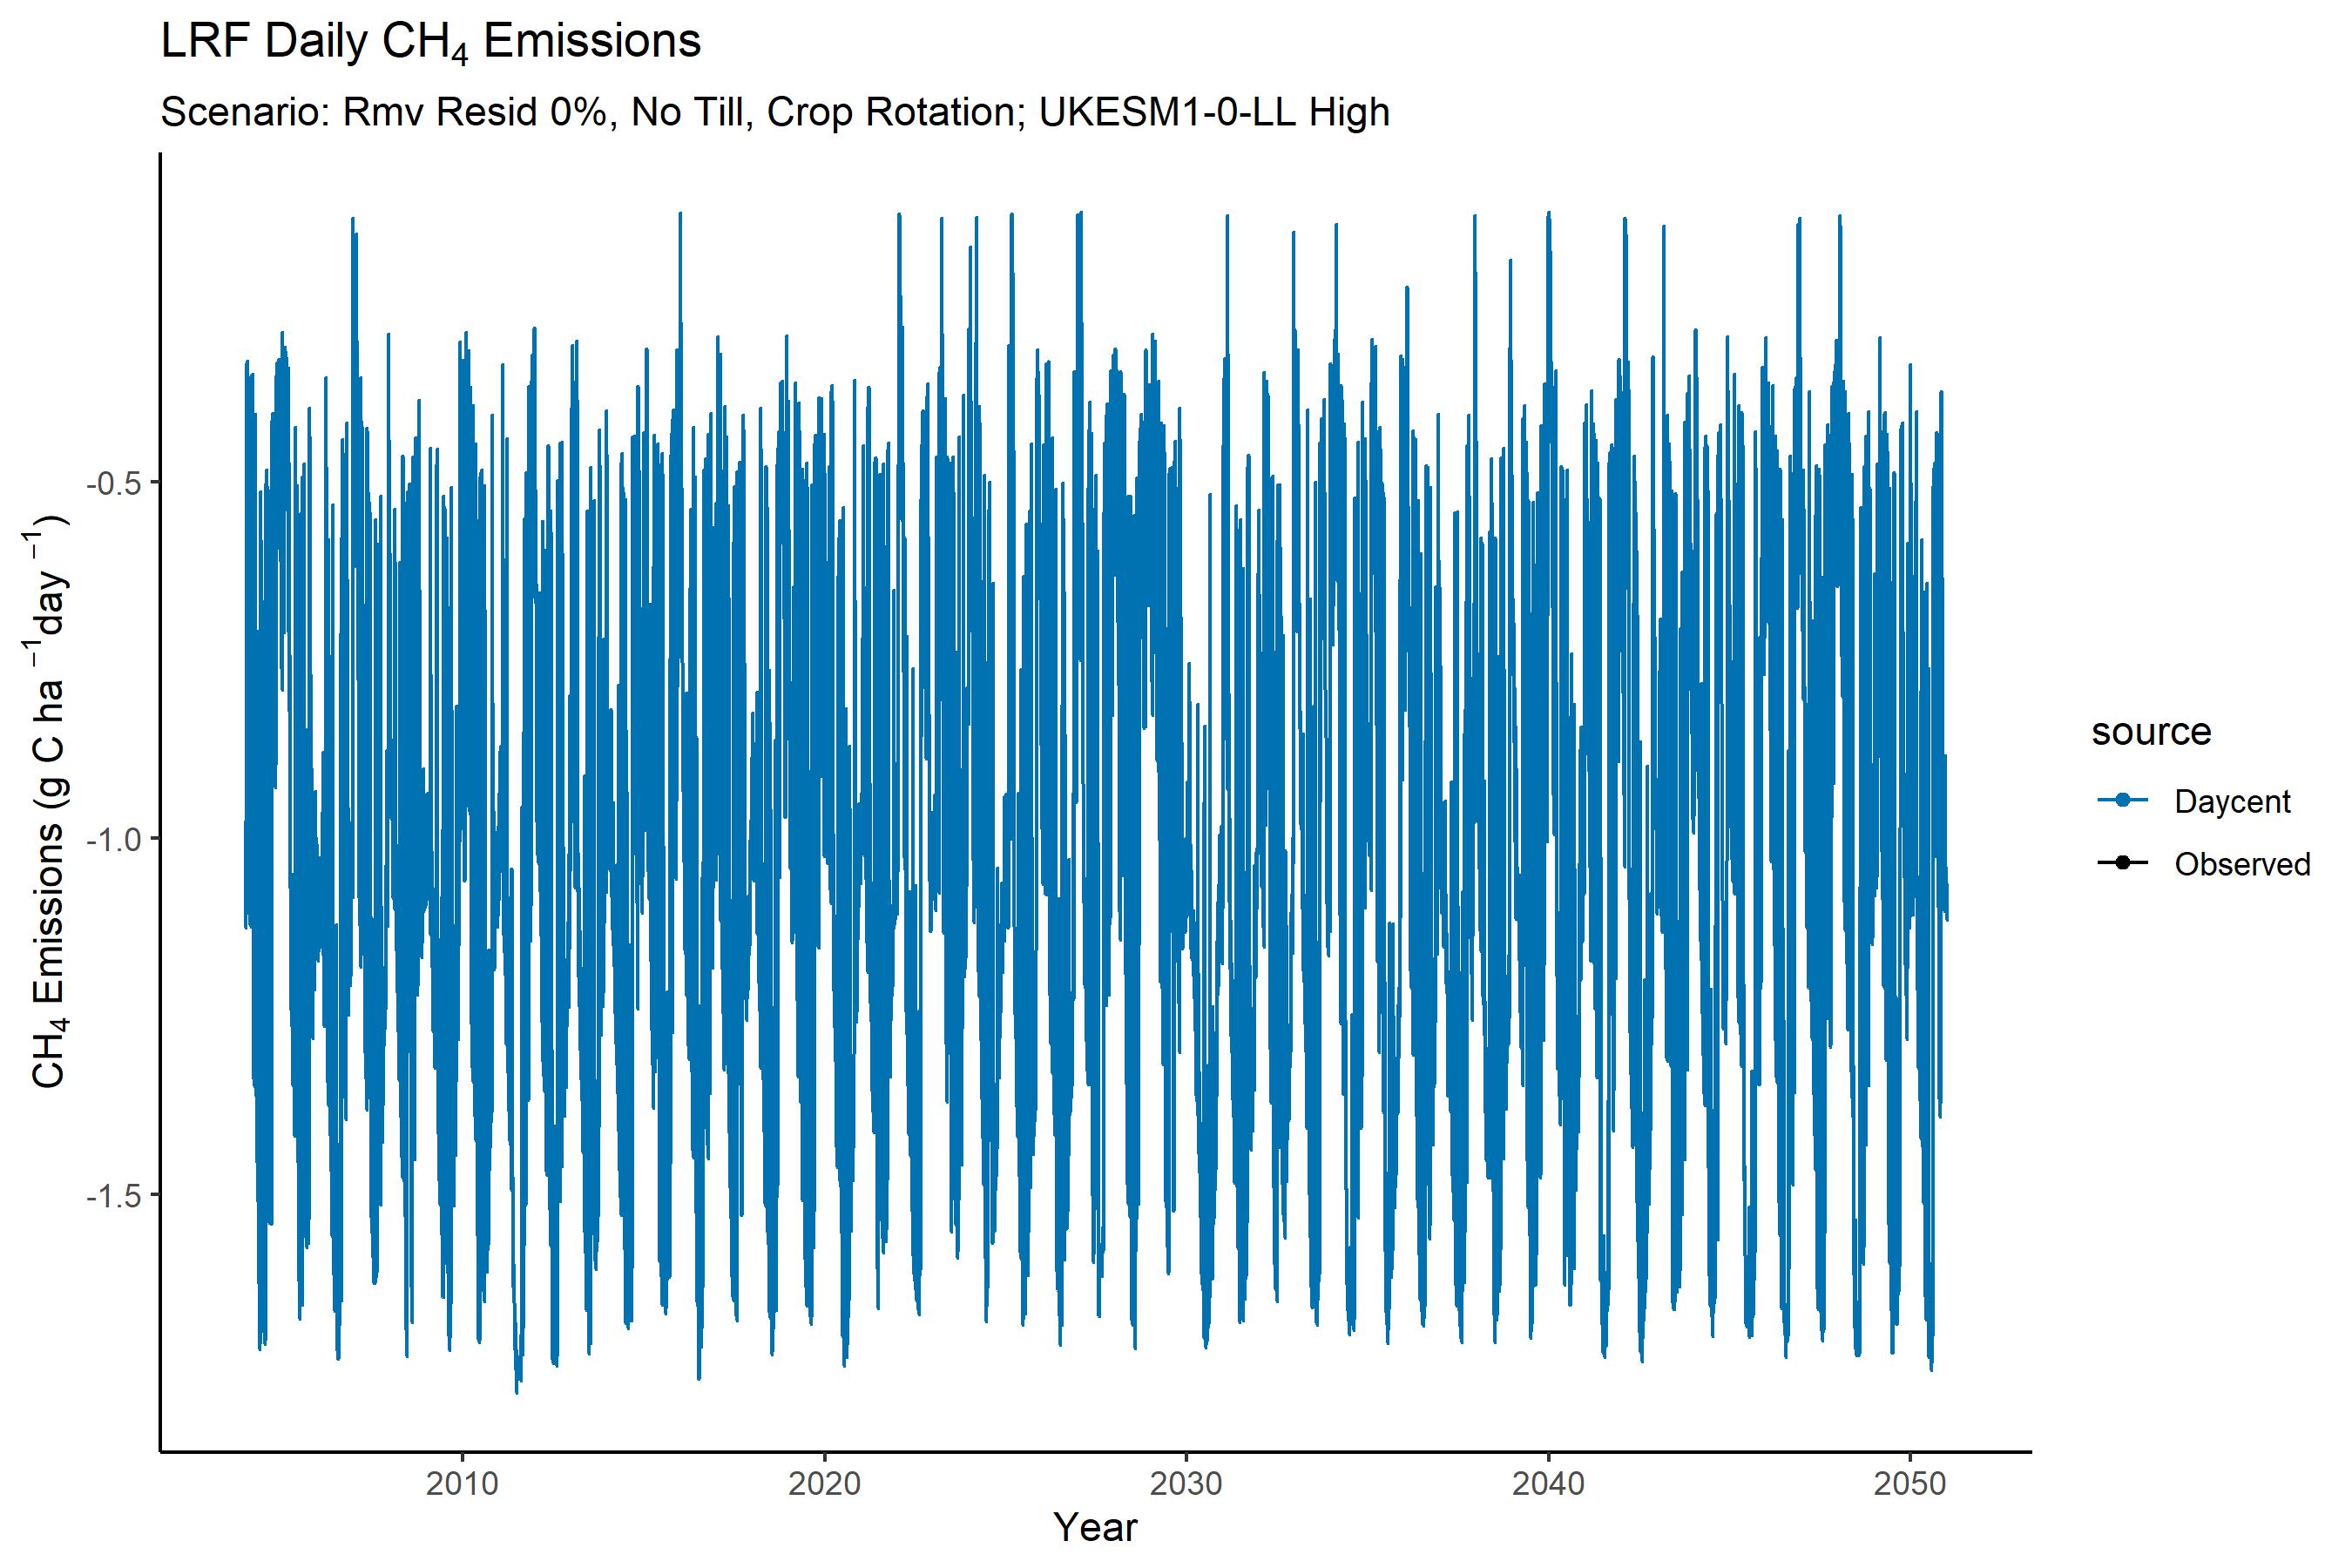 LRF Daily CH₄ Emissions
Scenario: Rmv Resid 0%, No Till, Crop Rotation; UKESM1-0-LL High
CH₄ Emissions (g C ha ⁻¹day ⁻¹)
-0.5
-1.0
-1.5
2010 2020 2030 2040 2050
Year
source
Daycent
Observed